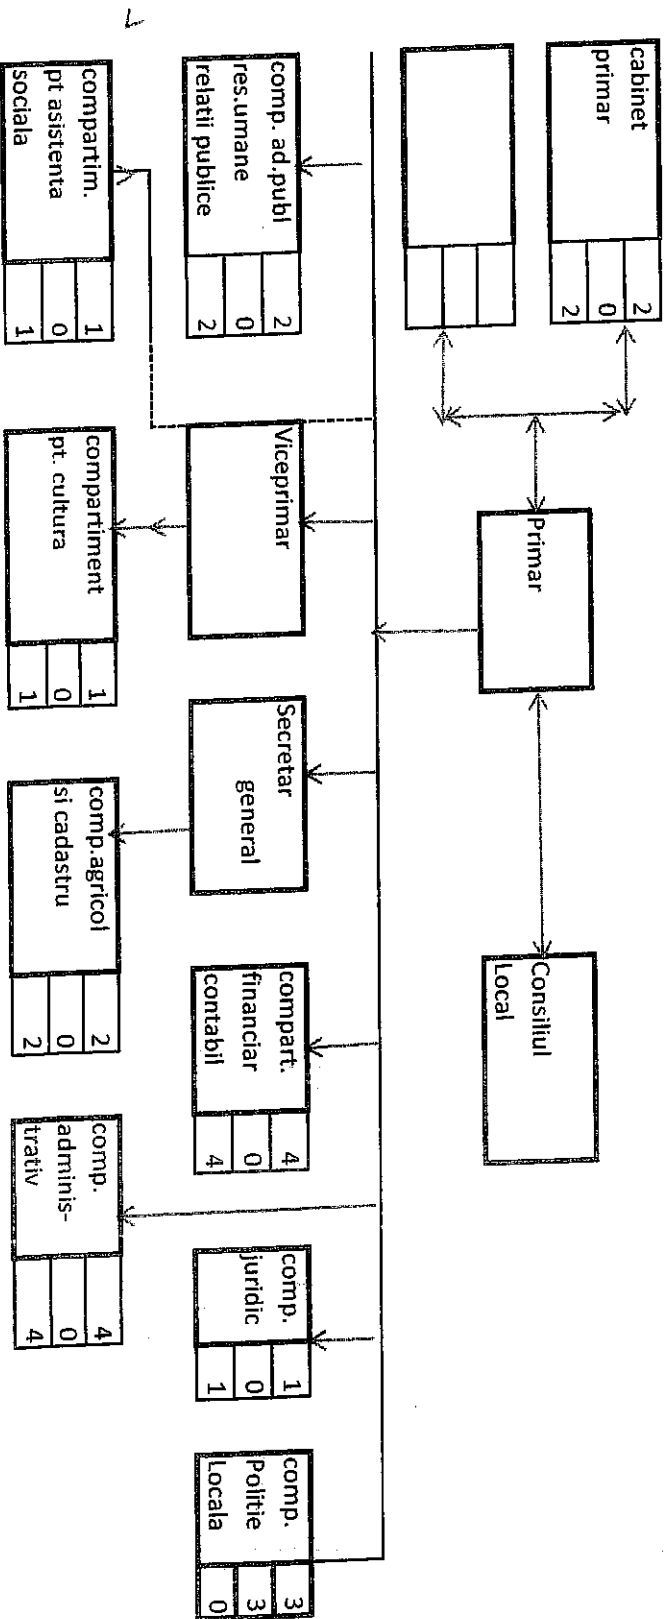 cabinet
primar
2
0
2
Consiliul
Local
Primar
comp. ad.publ
res.umane
relatii publice
2
0
2
Viceprimar
Secretar
general
compart.
financiar
contabil
4
0
4
comp.
juridic
1
0
1
comp.
Politie
Locala
3
3
0
compartim.
pt asistenta
sociala
1
0
1
compartiment
pt. cultura
1
0
1
comp.agricol
si cadastru
2
0
2
comp.
adminis-
trativ
4
0
4